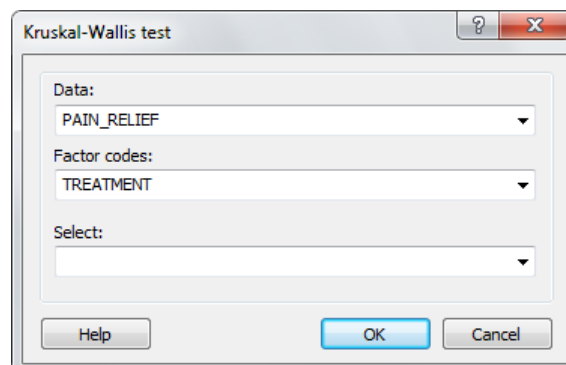 Kruskal-Wallis test
Data:
PAIN_RELIEF
Factor codes:
TREATMENT
Select:
Help OK Cancel